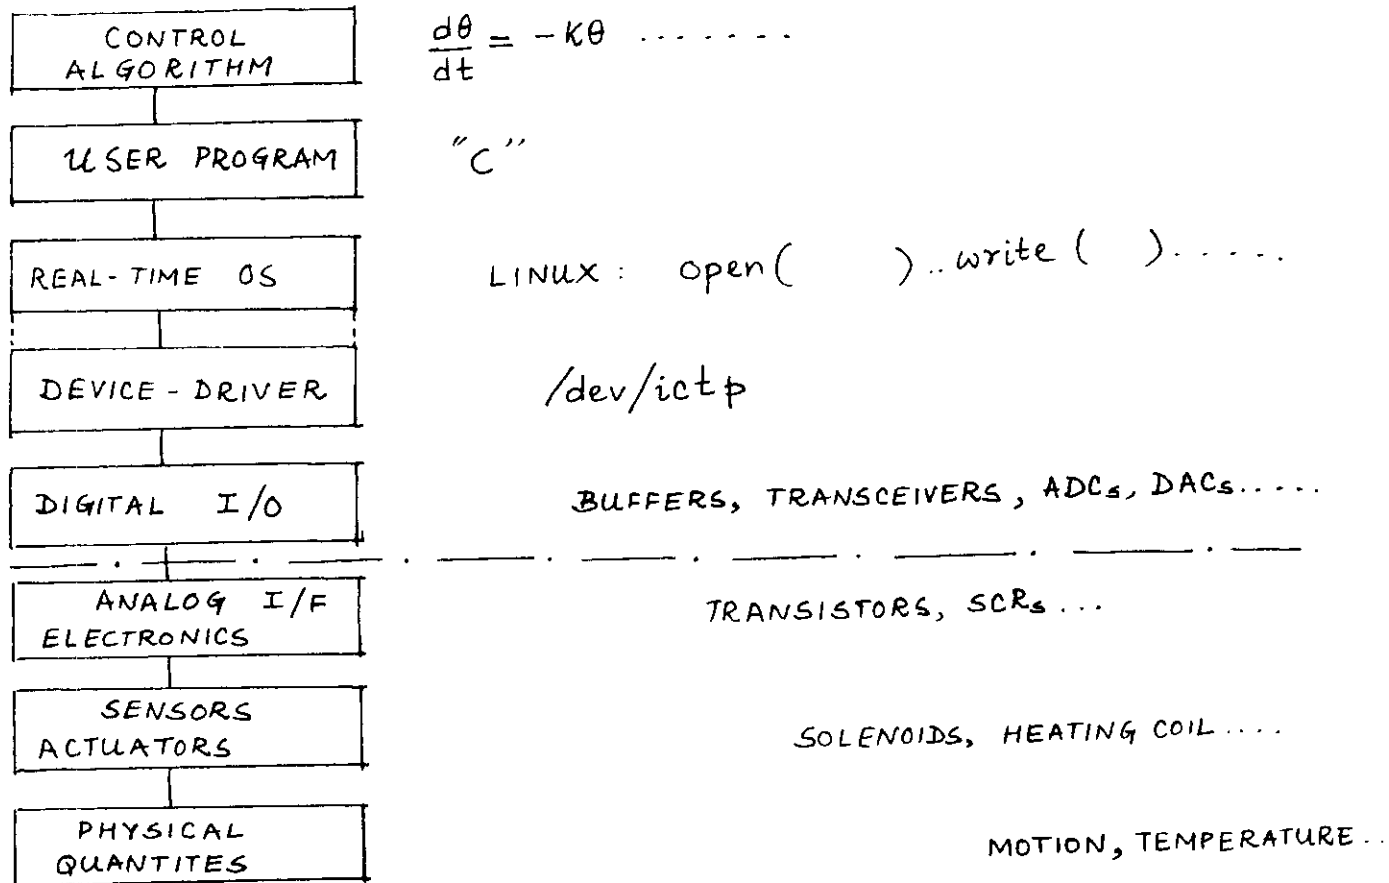 CONTROL
ALGORITHM
dθ/dt = -Kθ .......
USER PROGRAM
"C"
REAL-TIME OS
LINUX : open( ) .. write ( ) .....
DEVICE - DRIVER
/dev/ictp
DIGITAL I/O
BUFFERS, TRANSCEIVERS, ADCs, DACs.....
ANALOG I/F
ELECTRONICS
TRANSISTORS, SCRs ...
SENSORS
ACTUATORS
SOLENOIDS, HEATING COIL ....
PHYSICAL
QUANTITES
MOTION, TEMPERATURE ..